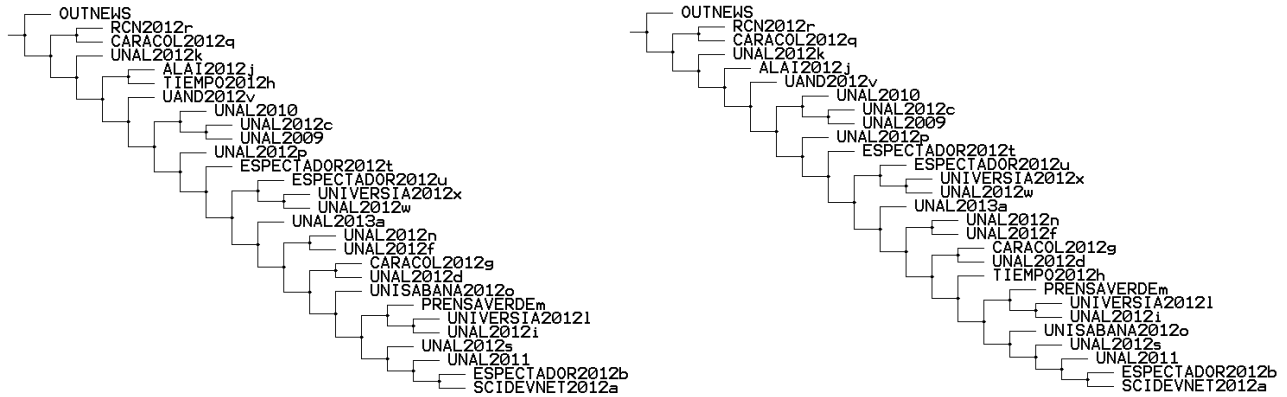 OUTNEWS
RCN2012r
CARACOL2012q
UNAL2012k
ALAI2012j
TIEMPO2012h
UAND2012v
UNAL2010
UNAL2012c
UNAL2009
UNAL2012p
ESPECTADOR2012t
ESPECTADOR2012u
UNIVERSIA2012x
UNAL2012w
UNAL2013a
UNAL2012n
UNAL2012f
CARACOL2012g
UNAL2012d
UNISABANA2012o
PRENSAVERDEm
UNIVERSIA2012l
UNAL2012i
UNAL2012s
UNAL2011
ESPECTADOR2012b
SCIDEVNET2012a
OUTNEWS
RCN2012r
CARACOL2012q
UNAL2012k
ALAI2012j
UAND2012v
UNAL2010
UNAL2012c
UNAL2009
UNAL2012p
ESPECTADOR2012t
ESPECTADOR2012u
UNIVERSIA2012x
UNAL2012w
UNAL2013a
UNAL2012n
UNAL2012f
CARACOL2012g
UNAL2012d
TIEMPO2012h
PRENSAVERDEm
UNIVERSIA2012l
UNAL2012i
UNISABANA2012o
UNAL2012s
UNAL2011
ESPECTADOR2012b
SCIDEVNET2012a